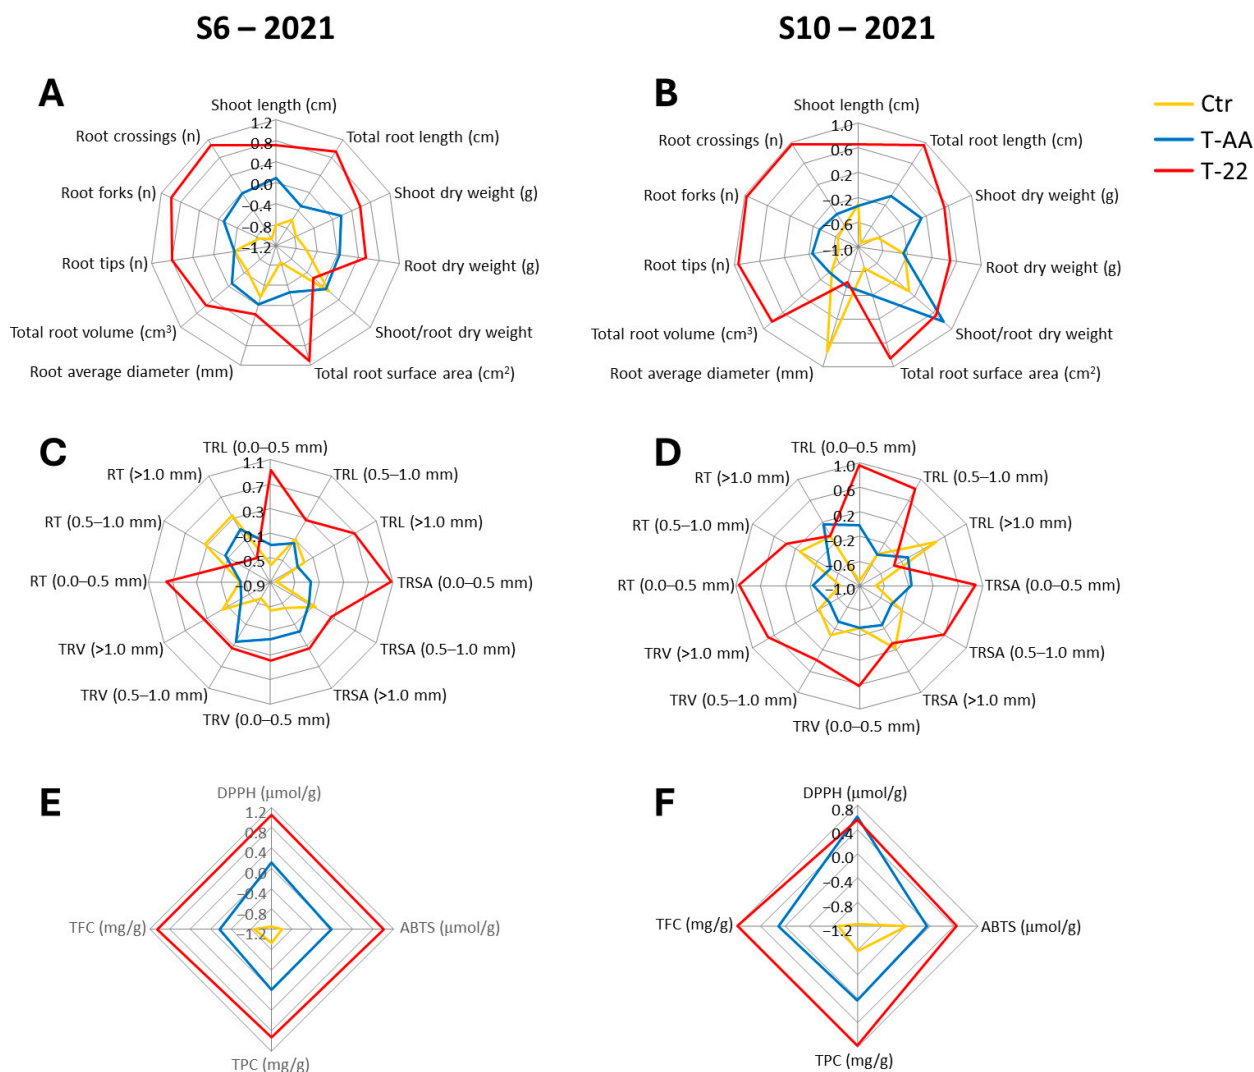 S6 – 2021
S10 – 2021
Ctr
T-AA
T-22
A
Shoot length (cm)
Total root length (cm)
Shoot dry weight (g)
Root dry weight (g)
Shoot/root dry weight
Total root surface area (cm²)
Root average diameter (mm)
Total root volume (cm³)
Root tips (n)
Root forks (n)
Root crossings (n)
1.2
0.8
0.4
0.0
–0.4
–0.8
–1.2
B
Shoot length (cm)
Total root length (cm)
Shoot dry weight (g)
Root dry weight (g)
Shoot/root dry weight
Total root surface area (cm²)
Root average diameter (mm)
Total root volume (cm³)
Root tips (n)
Root forks (n)
Root crossings (n)
1.0
0.6
0.2
–0.2
–0.6
–1.0
C
TRL (0.0–0.5 mm)
TRL (0.5–1.0 mm)
TRL (>1.0 mm)
TRSA (0.0–0.5 mm)
TRSA (0.5–1.0 mm)
TRSA (>1.0 mm)
TRV (0.0–0.5 mm)
TRV (0.5–1.0 mm)
TRV (>1.0 mm)
RT (0.0–0.5 mm)
RT (0.5–1.0 mm)
RT (>1.0 mm)
1.1
0.7
0.3
–0.1
–0.5
–0.9
D
TRL (0.0–0.5 mm)
TRL (0.5–1.0 mm)
TRL (>1.0 mm)
TRSA (0.0–0.5 mm)
TRSA (0.5–1.0 mm)
TRSA (>1.0 mm)
TRV (0.0–0.5 mm)
TRV (0.5–1.0 mm)
TRV (>1.0 mm)
RT (0.0–0.5 mm)
RT (0.5–1.0 mm)
RT (>1.0 mm)
1.0
0.6
0.2
–0.2
–0.6
–1.0
E
DPPH (μmol/g)
ABTS (μmol/g)
TPC (mg/g)
TFC (mg/g)
1.2
0.8
0.4
0.0
–0.4
–0.8
–1.2
F
DPPH (μmol/g)
ABTS (μmol/g)
TPC (mg/g)
TFC (mg/g)
0.8
0.4
0.0
–0.4
–0.8
–1.2